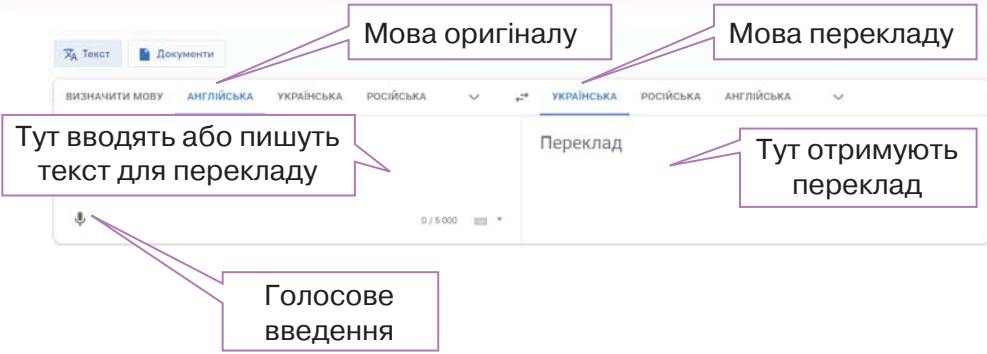 Мова оригіналу
Мова перекладу
Текст
Документи
ВИЗНАЧИТИ МОВУ АНГЛІЙСЬКА УКРАЇНСЬКА РОСІЙСЬКА
УКРАЇНСЬКА РОСІЙСЬКА АНГЛІЙСЬКА
Тут вводять або пишуть
текст для перекладу
Переклад
Тут отримують
переклад
0 / 5 000
Голосове
введення